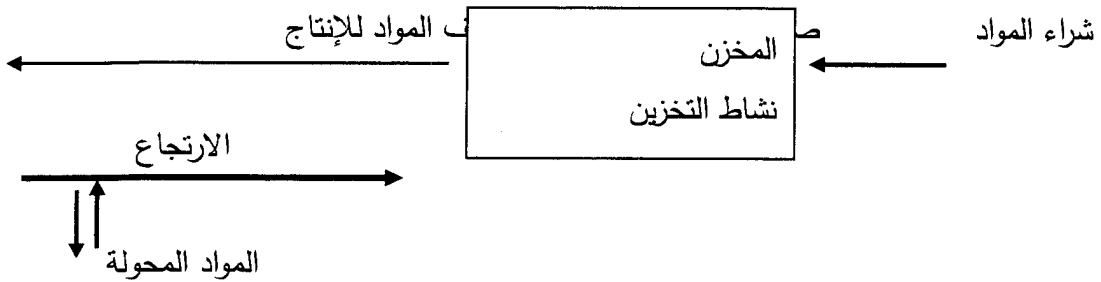 شراء المواد
ص ف المواد للإنتاج
المخزن
نشاط التخزين
الارتجاع
المواد المحولة